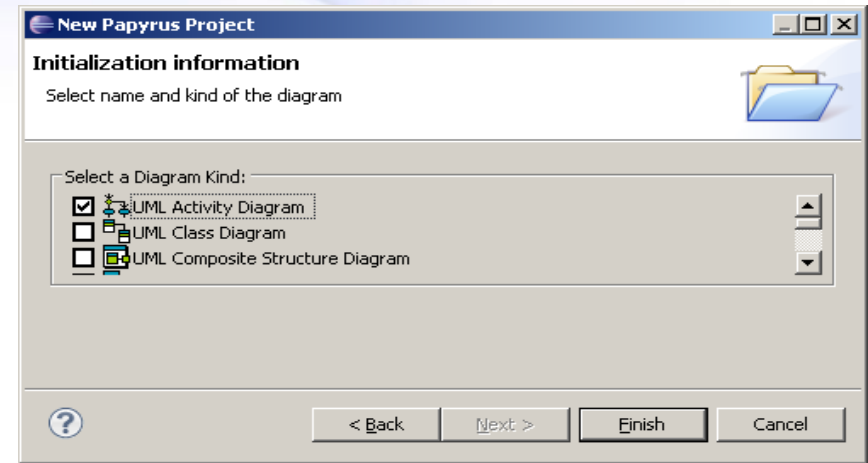 New Papyrus Project
Initialization information
Select name and kind of the diagram
Select a Diagram Kind:
UML Activity Diagram
UML Class Diagram
UML Composite Structure Diagram
?
< Back
Next >
Finish
Cancel